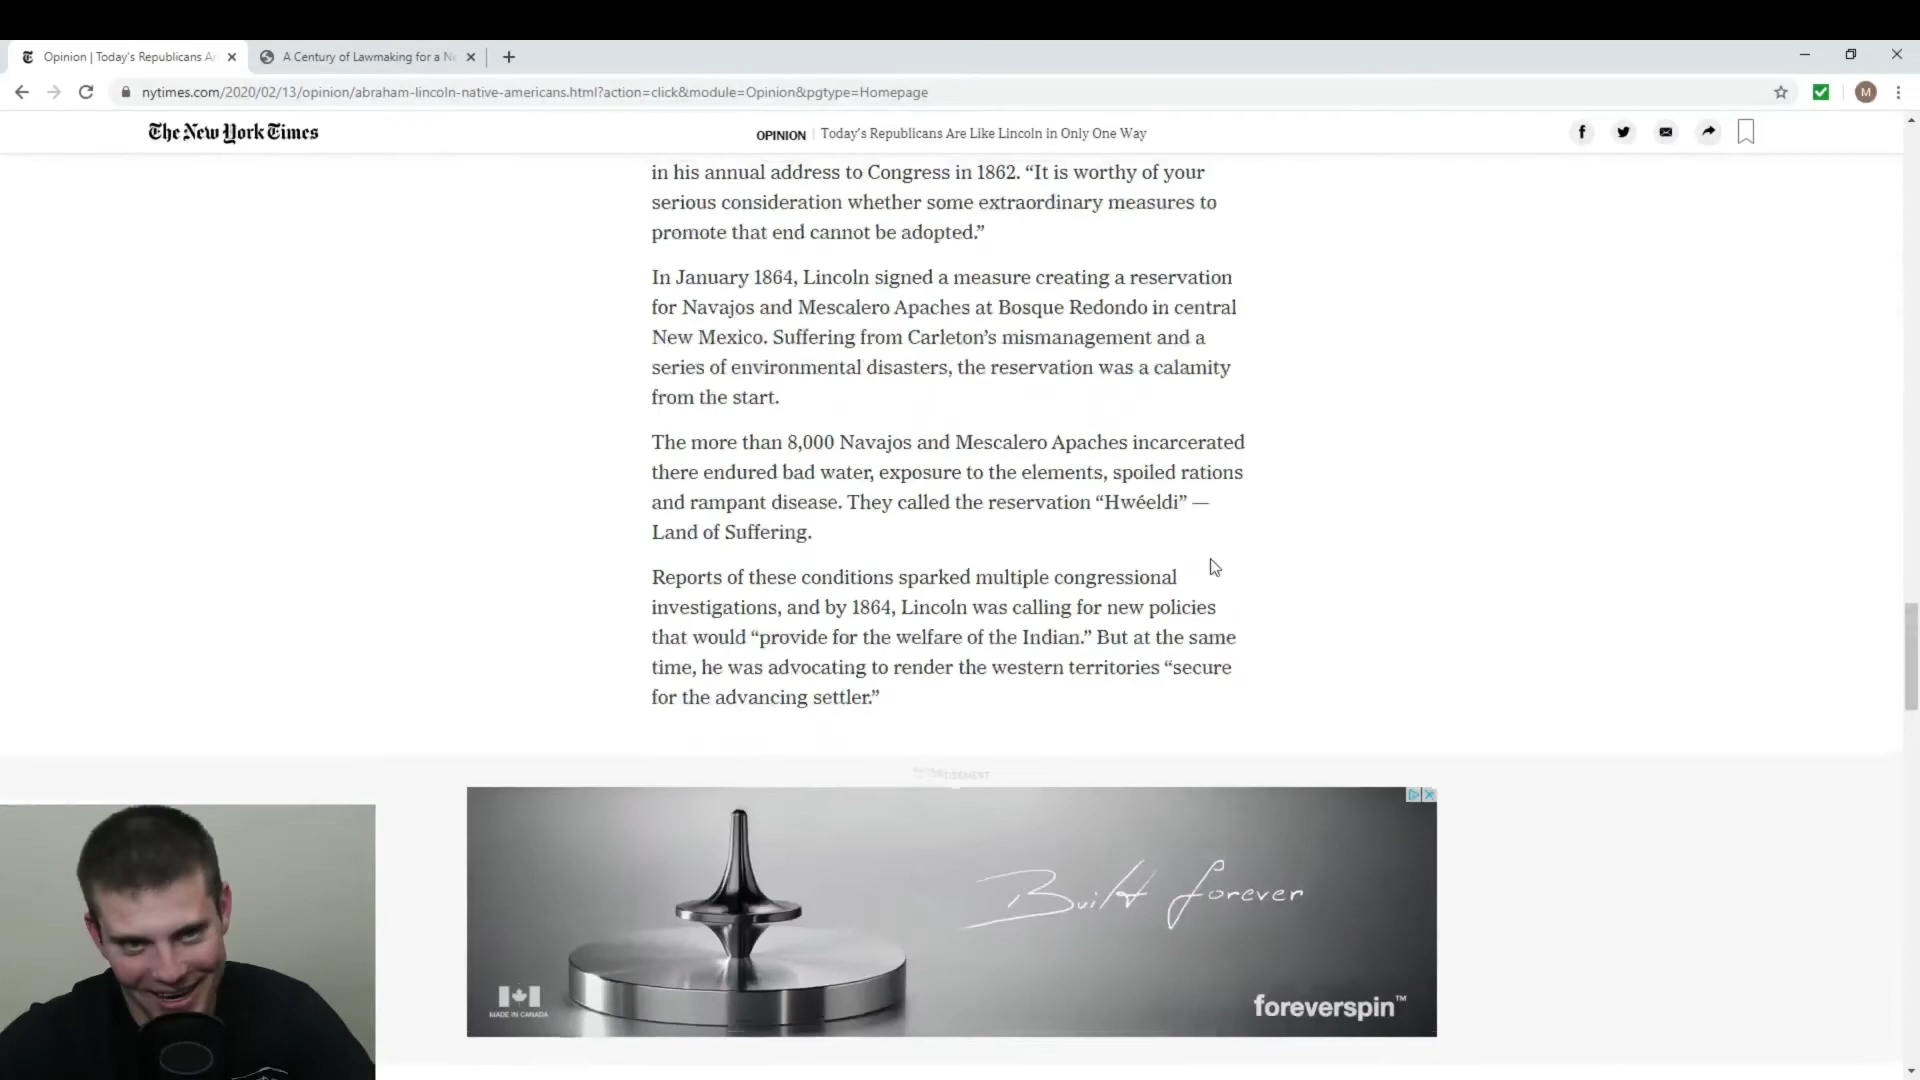 Opinion | Today's Republicans Ar
A Century of Lawmaking for a Ne
nytimes.com/2020/02/13/opinion/abraham-lincoln-native-americans.html?action=click&module=Opinion&pgtype=Homepage
M
The New York Times
OPINION | Today's Republicans Are Like Lincoln in Only One Way
in his annual address to Congress in 1862. “It is worthy of your
serious consideration whether some extraordinary measures to
promote that end cannot be adopted.”
In January 1864, Lincoln signed a measure creating a reservation
for Navajos and Mescalero Apaches at Bosque Redondo in central
New Mexico. Suffering from Carleton’s mismanagement and a
series of environmental disasters, the reservation was a calamity
from the start.
The more than 8,000 Navajos and Mescalero Apaches incarcerated
there endured bad water, exposure to the elements, spoiled rations
and rampant disease. They called the reservation “Hwéeldi” —
Land of Suffering.
Reports of these conditions sparked multiple congressional
investigations, and by 1864, Lincoln was calling for new policies
that would “provide for the welfare of the Indian.” But at the same
time, he was advocating to render the western territories “secure
for the advancing settler.”
Built forever
MADE IN CANADA
foreverspin™